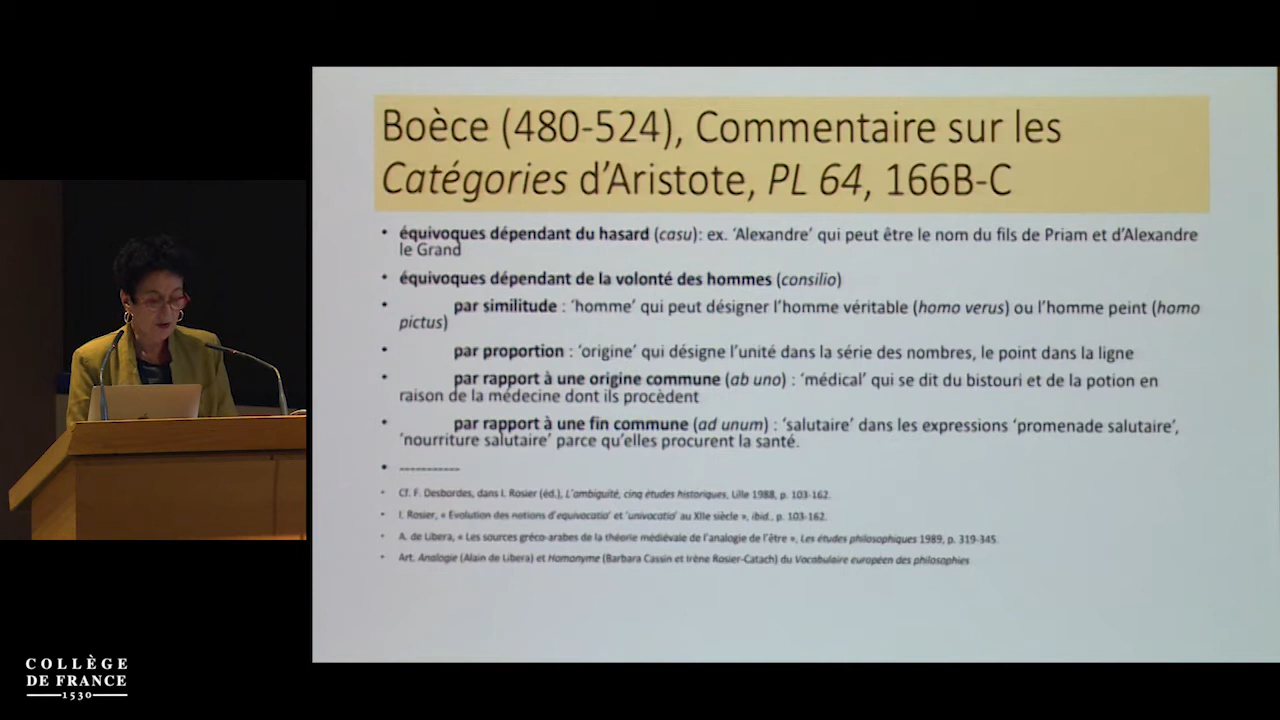 Boèce (480-524), Commentaire sur les
Catégories d’Aristote, PL 64, 166B-C
• équivoques dépendant du hasard (casu): ex. ‘Alexandre’ qui peut être le nom du fils de Priam et d’Alexandre
le Grand
• équivoques dépendant de la volonté des hommes (consilio)
• par similitude : ‘homme’ qui peut désigner l’homme véritable (homo verus) ou l’homme peint (homo
pictus)
• par proportion : ‘origine’ qui désigne l’unité dans la série des nombres, le point dans la ligne
• par rapport à une origine commune (ab uno) : ‘médical’ qui se dit du bistouri et de la potion en
raison de la médecine dont ils procèdent
• par rapport à une fin commune (ad unum) : ‘salutaire’ dans les expressions ‘promenade salutaire’,
‘nourriture salutaire’ parce qu’elles procurent la santé.
• -----------
• Cf. F. Desbordes, dans I. Rosier (éd.), L’ambiguïté, cinq études historiques, Lille 1988, p. 103-162.
• I. Rosier, « Evolution des notions d’equivocatio’ et ‘univocatio’ au XIIe siècle », ibid., p. 103-162.
• A. de Libera, « Les sources gréco-arabes de la théorie médiévale de l’analogie de l’être », Les études philosophiques 1989, p. 319-345.
• Art. Analogie (Alain de Libera) et Homonyme (Barbara Cassin et Irène Rosier-Catach) du Vocabulaire européen des philosophies
COLLÈGE
DE FRANCE
1530